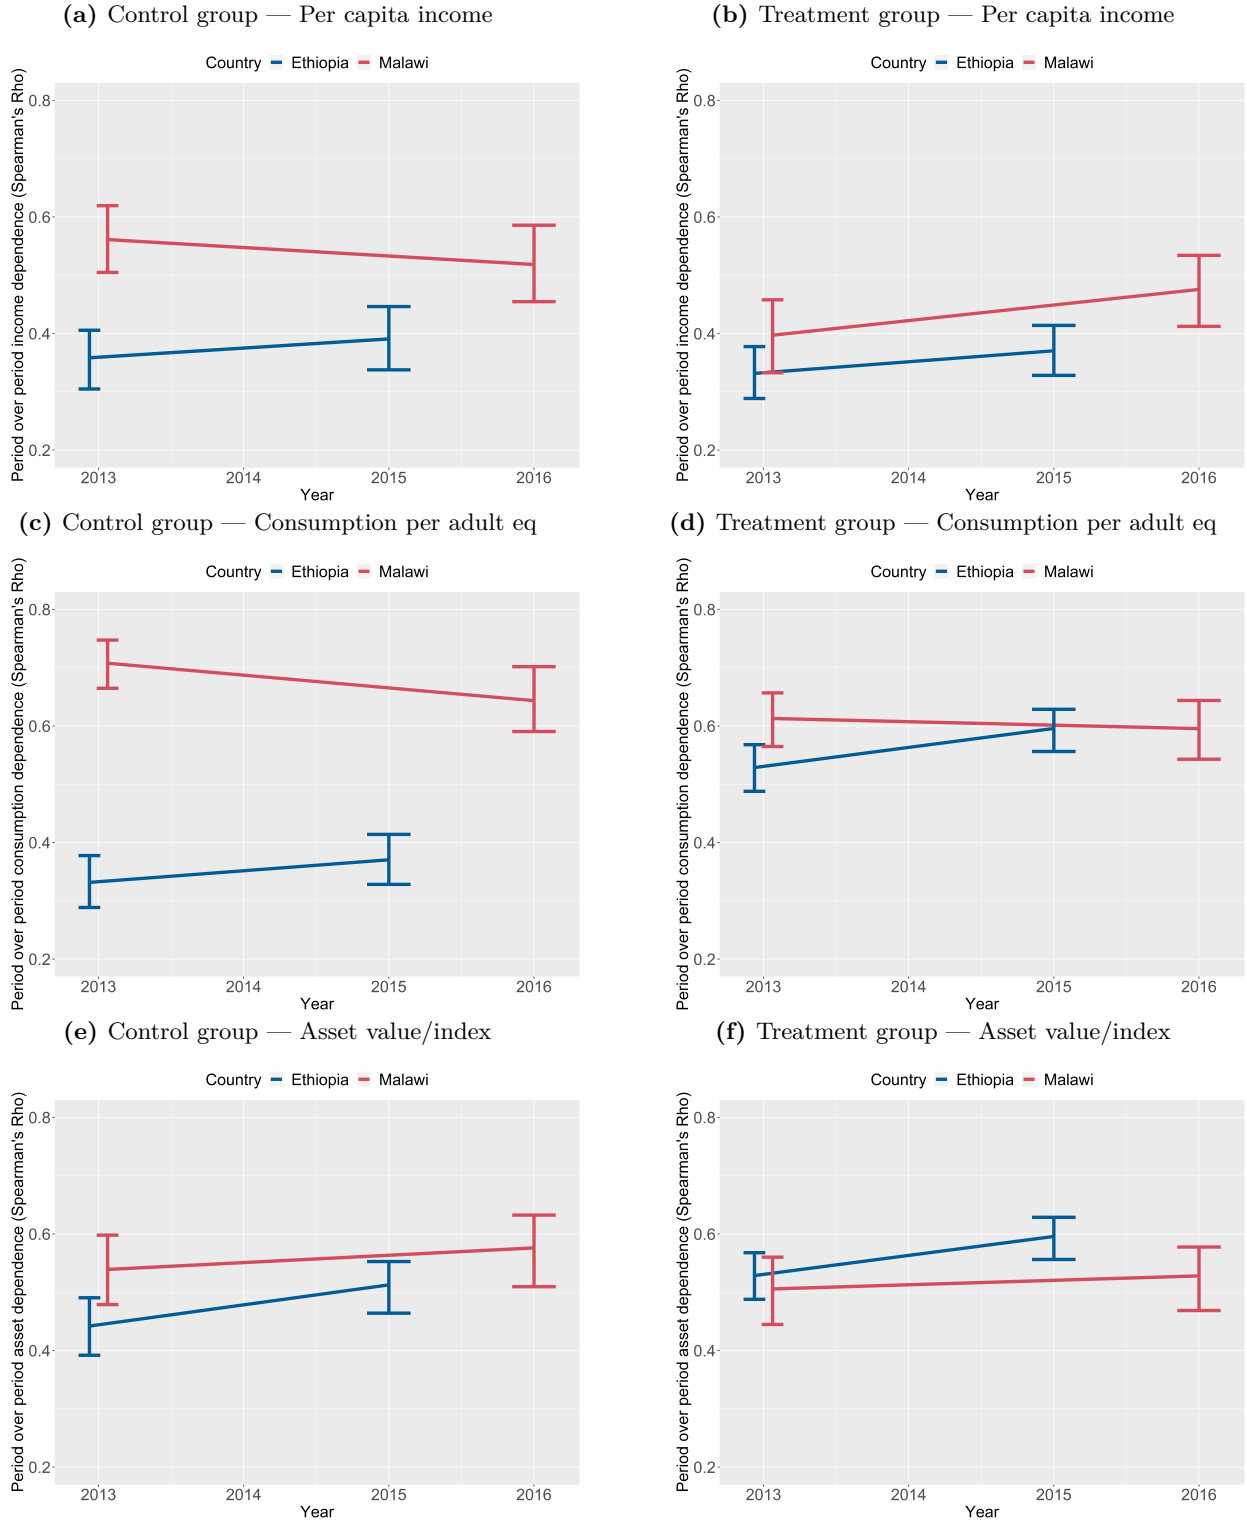 (a) Control group — Per capita income
Country Ethiopia Malawi
Period over period income dependence (Spearman's Rho)
0.8
0.6
0.4
0.2
2013 2014 2015 2016
Year
(b) Treatment group — Per capita income
Country Ethiopia Malawi
Period over period income dependence (Spearman's Rho)
0.8
0.6
0.4
0.2
2013 2014 2015 2016
Year
(c) Control group — Consumption per adult eq
Country Ethiopia Malawi
Period over period consumption dependence (Spearman's Rho)
0.8
0.6
0.4
0.2
2013 2014 2015 2016
Year
(d) Treatment group — Consumption per adult eq
Country Ethiopia Malawi
Period over period consumption dependence (Spearman's Rho)
0.8
0.6
0.4
0.2
2013 2014 2015 2016
Year
(e) Control group — Asset value/index
Country Ethiopia Malawi
Period over period asset dependence (Spearman's Rho)
0.8
0.6
0.4
0.2
2013 2014 2015 2016
Year
(f) Treatment group — Asset value/index
Country Ethiopia Malawi
Period over period asset dependence (Spearman's Rho)
0.8
0.6
0.4
0.2
2013 2014 2015 2016
Year